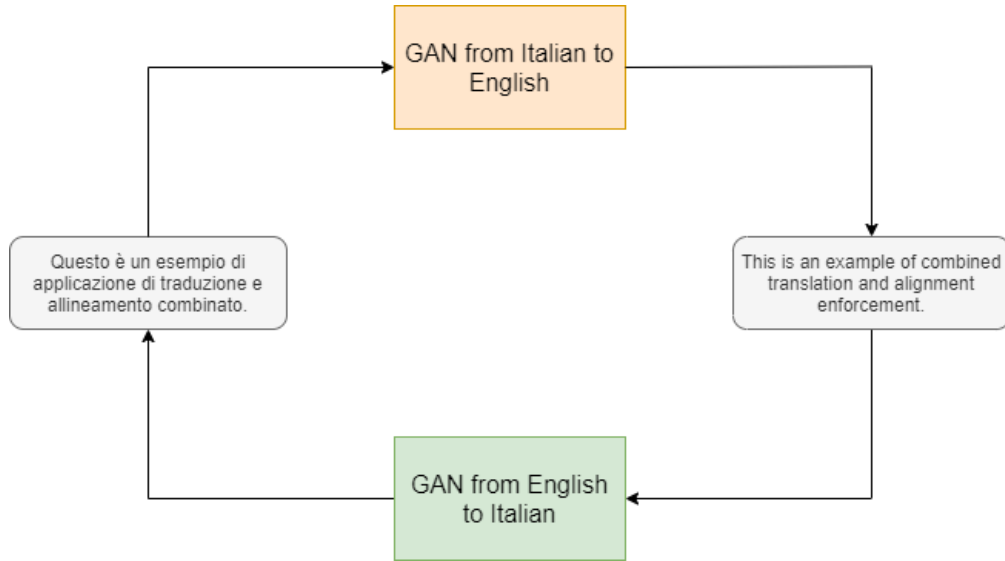 GAN from Italian to
English
Questo è un esempio di
applicazione di traduzione e
allineamento combinato.
This is an example of combined
translation and alignment
enforcement.
GAN from English
to Italian